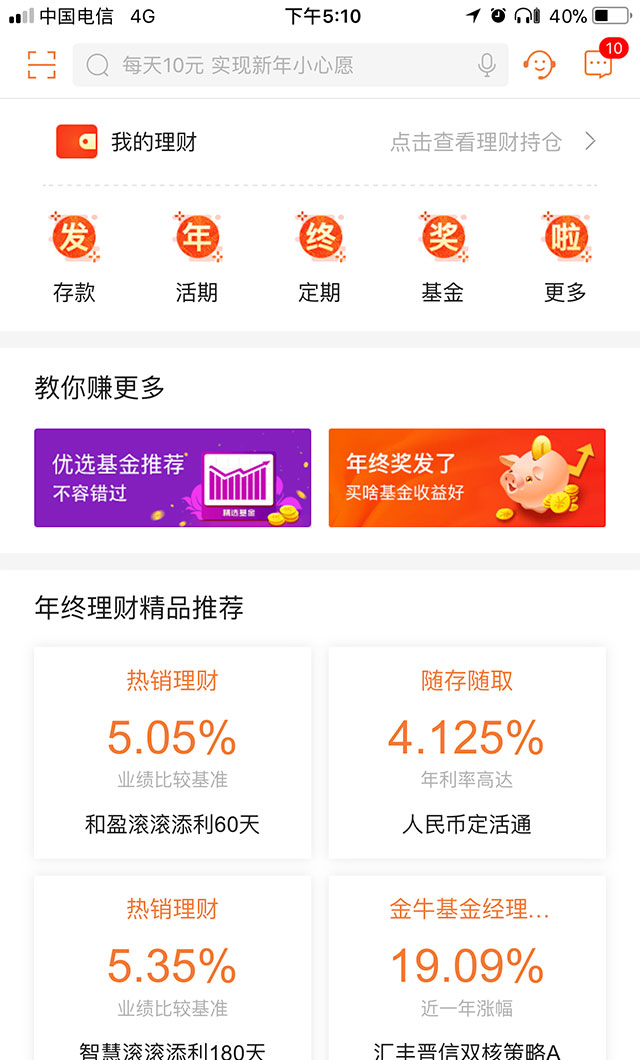 中国电信 4G 下午5:10 40%
每天10元 实现新年小心愿 10
我的理财 点击查看理财持仓
发 年 终 奖 啦
存款 活期 定期 基金 更多
教你赚更多
优选基金推荐
不容错过
精选基金
年终奖发了
买啥基金收益好
年终理财精品推荐
热销理财
5.05%
业绩比较基准
和盈滚滚添利60天
随存随取
4.125%
年利率高达
人民币定活通
热销理财
5.35%
业绩比较基准
智慧滚滚添利180天
金牛基金经理...
19.09%
近一年涨幅
汇丰晋信双核策略A